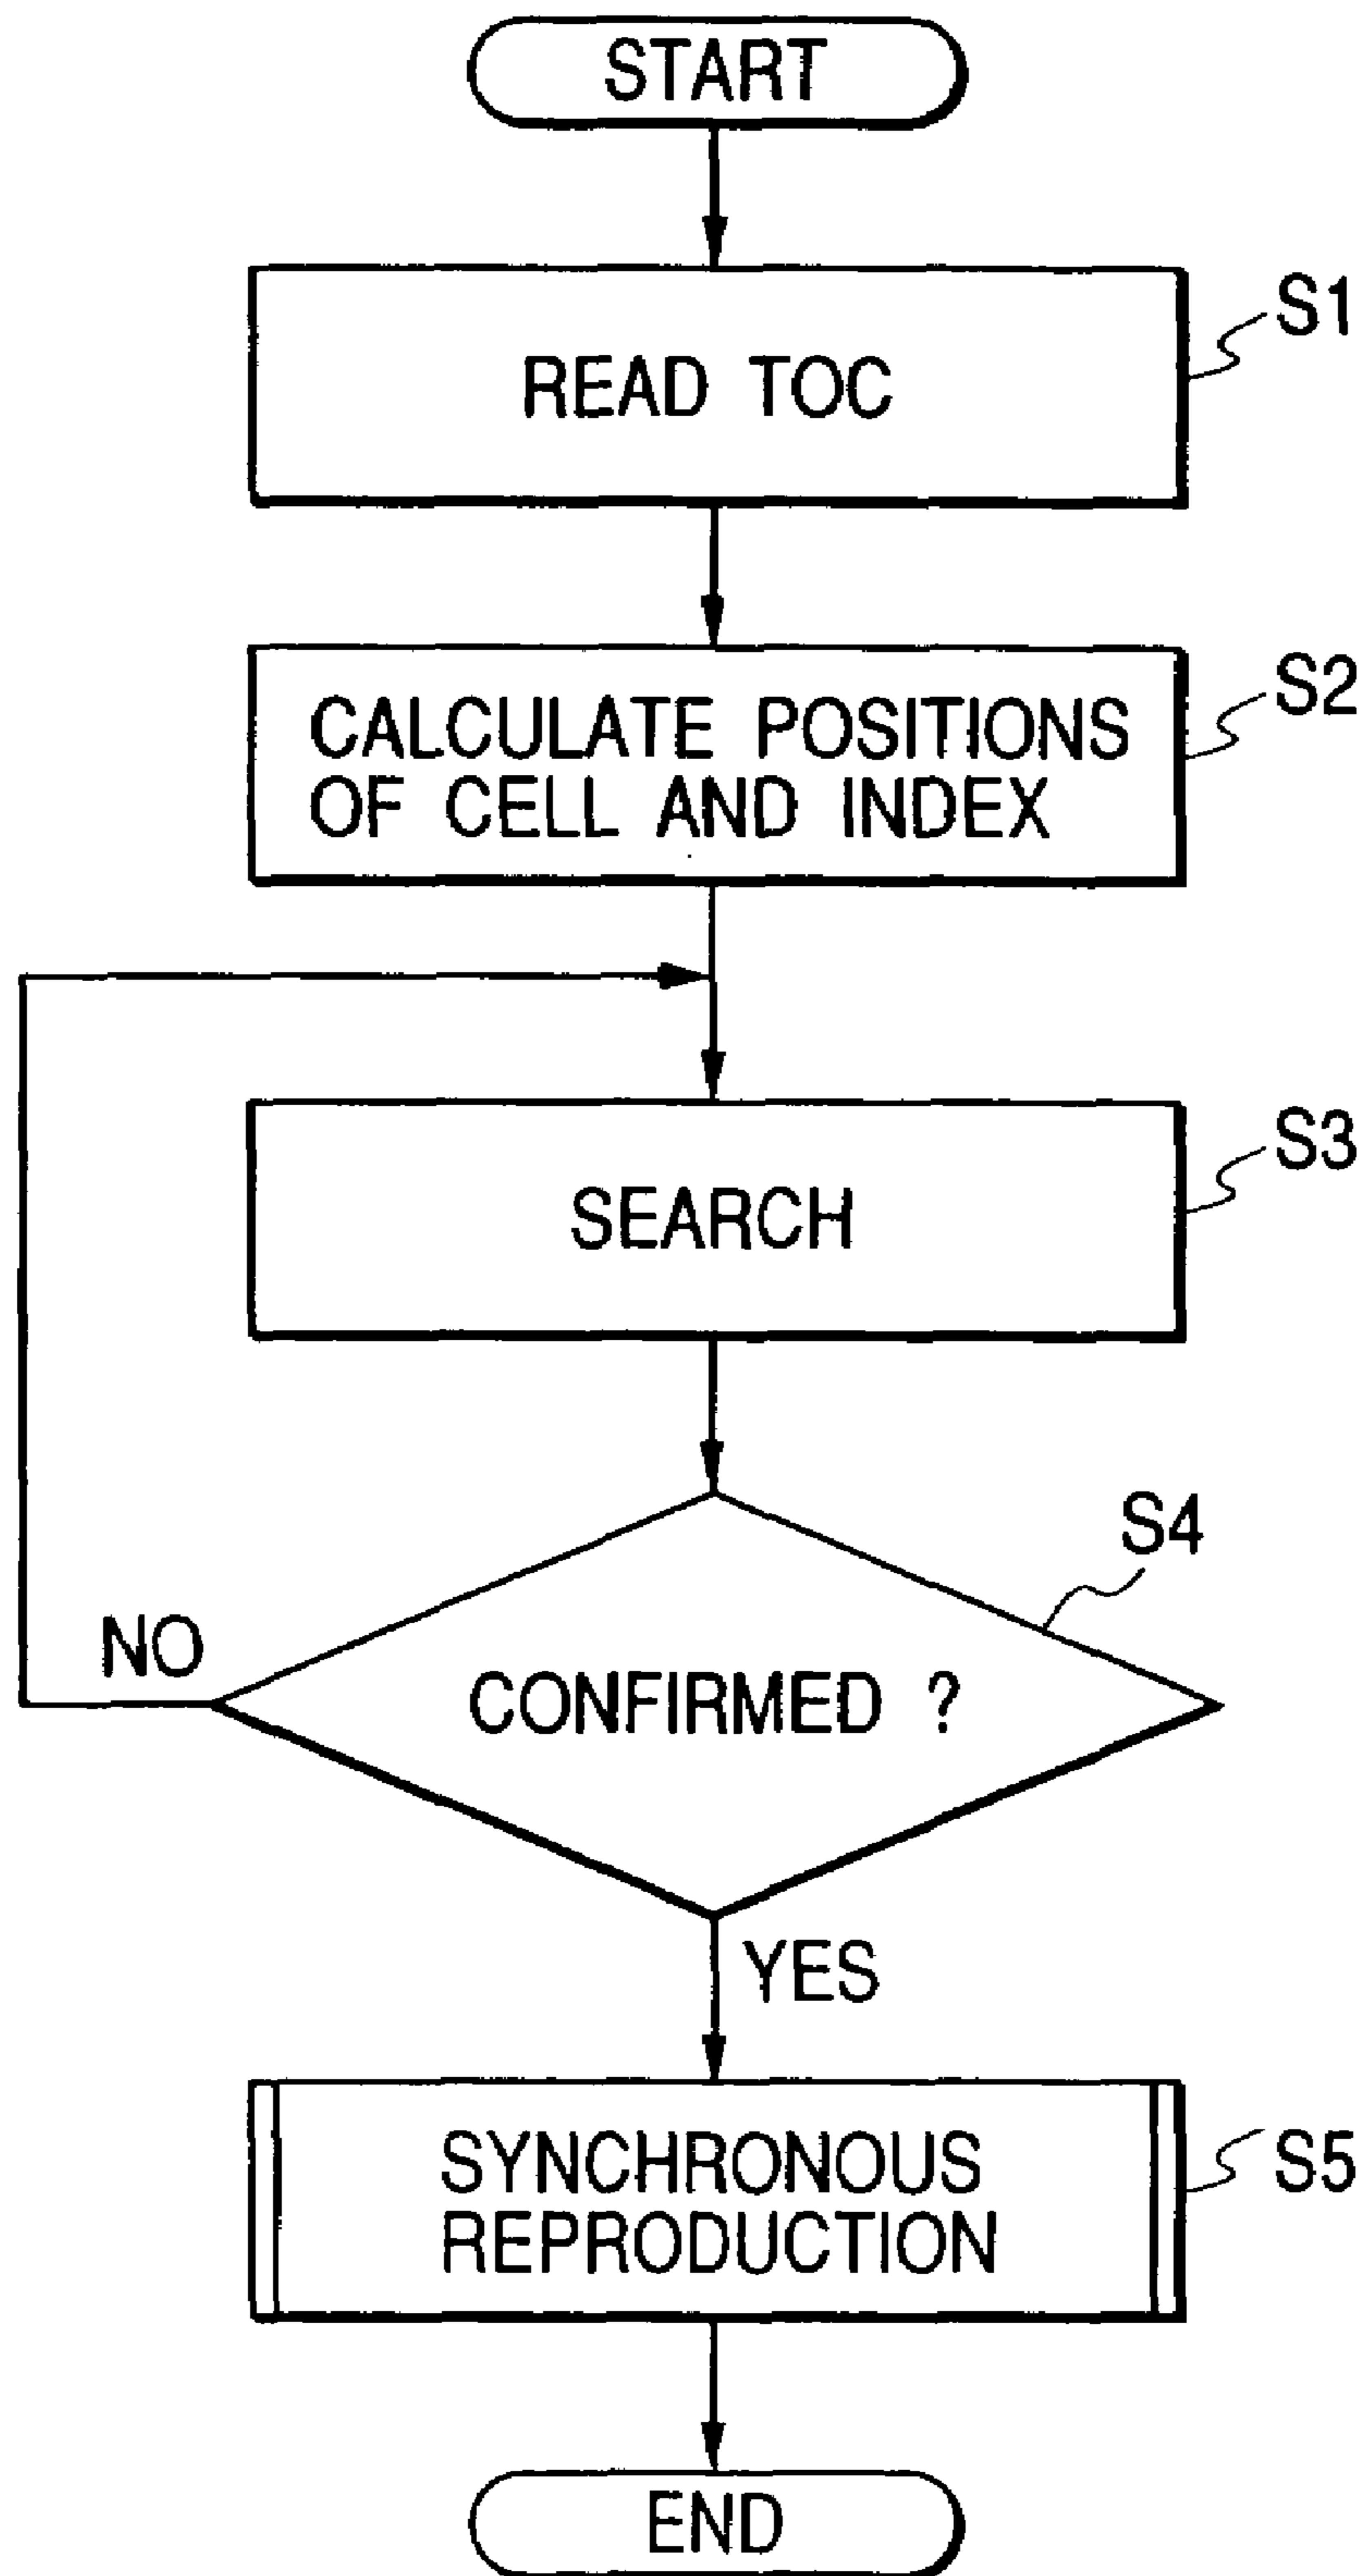 START
READ TOC
S1
CALCULATE POSITIONS
OF CELL AND INDEX
S2
SEARCH
S3
S4
NO
CONFIRMED ?
YES
SYNCHRONOUS
REPRODUCTION
S5
END